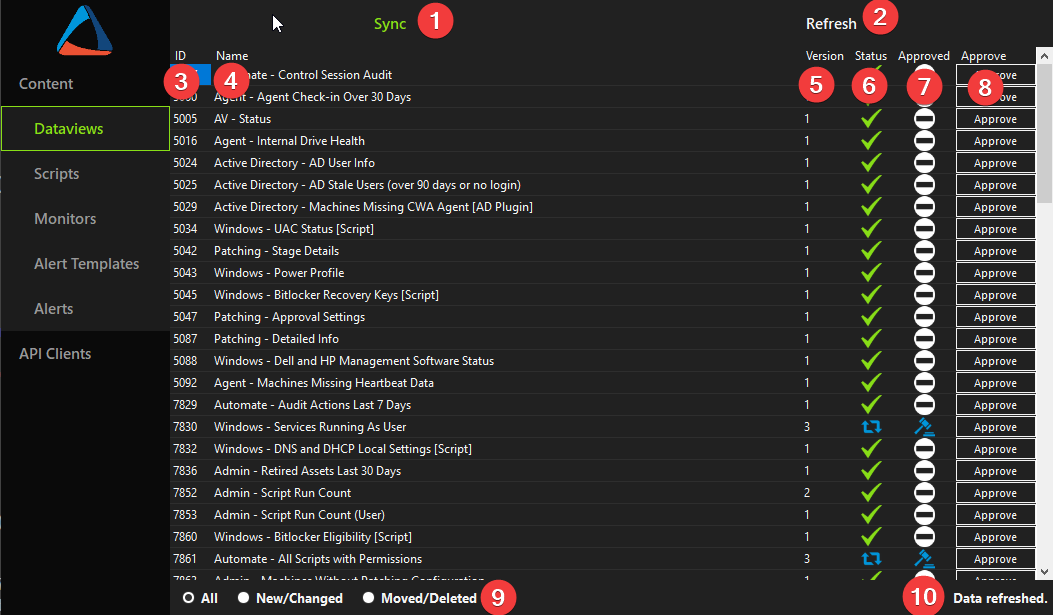 Sync 1 Refresh 2
ID Name Version Status Approved Approve
3 4 5 6 7 8
Content
Dataviews
Scripts
Monitors
Alert Templates
Alerts
API Clients
- Control Session Audit
- Agent Check-in Over 30 Days
5005 AV - Status 1 Approve
5016 Agent - Internal Drive Health 1 Approve
5024 Active Directory - AD User Info 1 Approve
5025 Active Directory - AD Stale Users (over 90 days or no login) 1 Approve
5029 Active Directory - Machines Missing CWA Agent [AD Plugin] 1 Approve
5034 Windows - UAC Status [Script] 1 Approve
5042 Patching - Stage Details 1 Approve
5043 Windows - Power Profile 1 Approve
5045 Windows - Bitlocker Recovery Keys [Script] 1 Approve
5047 Patching - Approval Settings 1 Approve
5087 Patching - Detailed Info 1 Approve
5088 Windows - Dell and HP Management Software Status 1 Approve
5092 Agent - Machines Missing Heartbeat Data 1 Approve
7829 Automate - Audit Actions Last 7 Days 1 Approve
7830 Windows - Services Running As User 3 Approve
7832 Windows - DNS and DHCP Local Settings [Script] 1 Approve
7836 Admin - Retired Assets Last 30 Days 1 Approve
7852 Admin - Script Run Count 2 Approve
7853 Admin - Script Run Count (User) 1 Approve
7860 Windows - Bitlocker Eligibility [Script] 1 Approve
7861 Automate - All Scripts with Permissions 3 Approve
7863 Admin - Machines Without Patching Configuration
All New/Changed Moved/Deleted 9 10 Data refreshed.